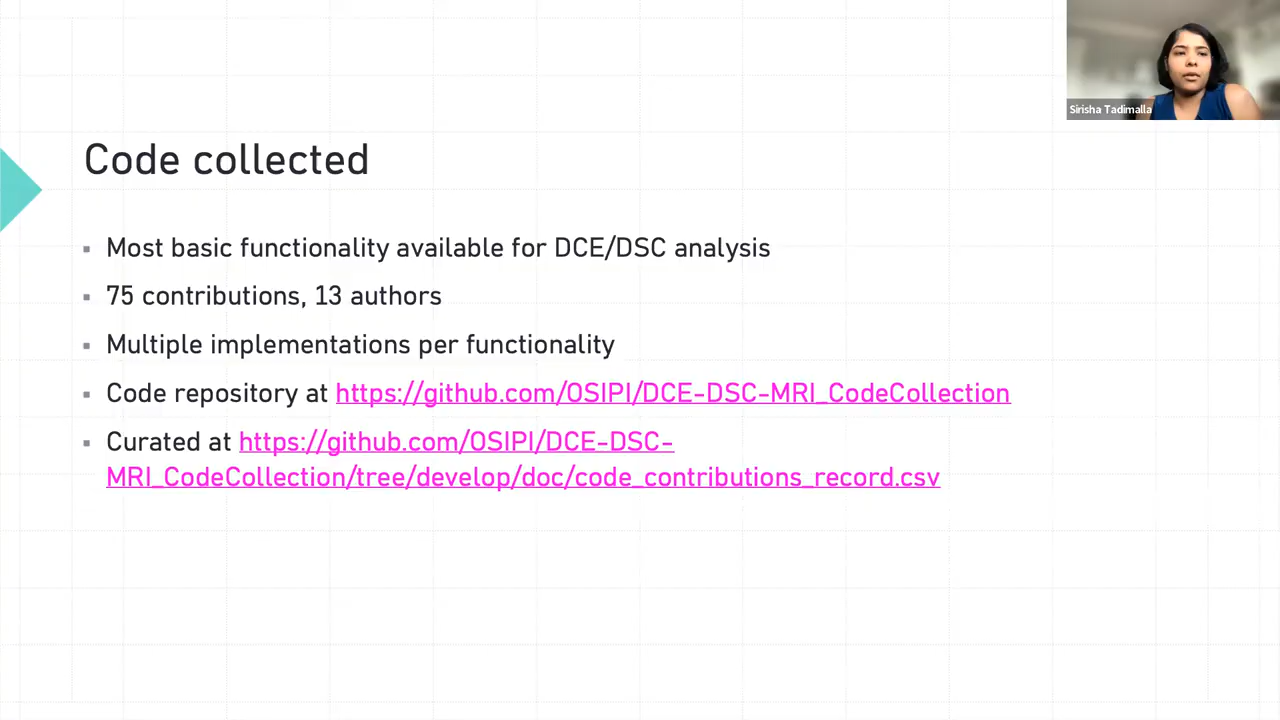 Sirisha Tadimalla
Code collected
▪ Most basic functionality available for DCE/DSC analysis
▪ 75 contributions, 13 authors
▪ Multiple implementations per functionality
▪ Code repository at https://github.com/OSIPI/DCE-DSC-MRI_CodeCollection
▪ Curated at https://github.com/OSIPI/DCE-DSC-
MRI_CodeCollection/tree/develop/doc/code_contributions_record.csv